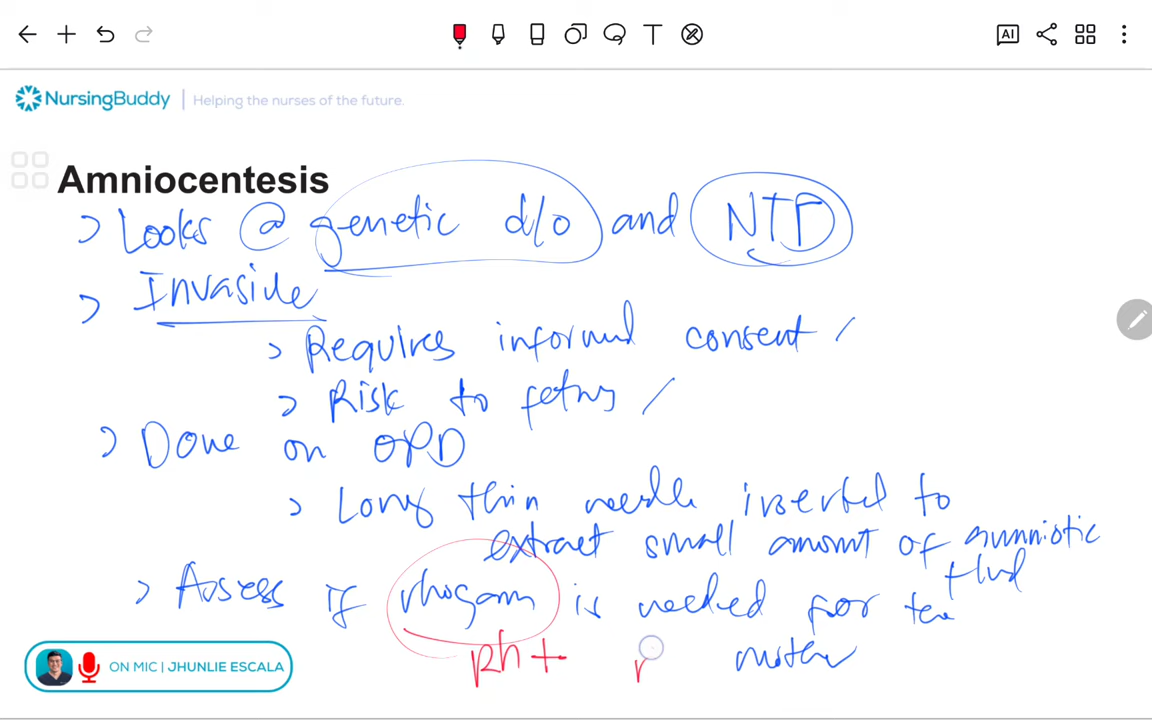 AI
NursingBuddy | Helping the nurses of the future.
Amniocentesis
> Looks @ genetic d/o and NTD
> Invasive
> Requires informed consent /
> Risk to fetus /
> Done on OPD
> Long thin needle inserted to
extract small amount of amniotic
fluid
> Assess if rhogam is needed for the
mother
Rh +
ON MIC | JHUNLIE ESCALA